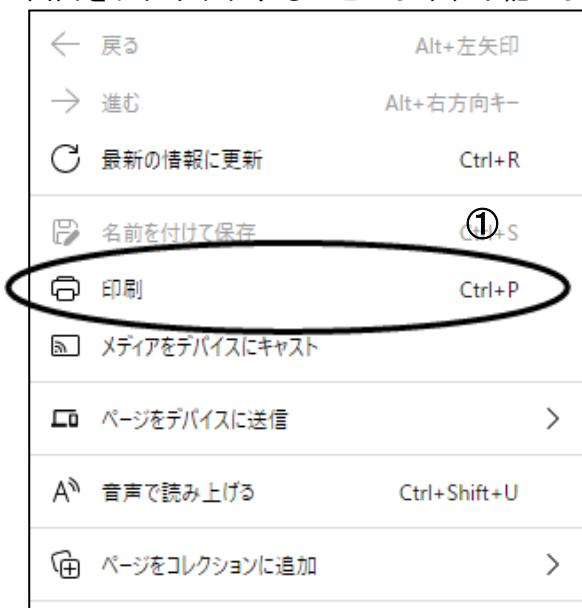 戻る Alt+左矢印
進む Alt+右方向キー
最新の情報に更新 Ctrl+R
①
名前を付けて保存 Ctrl+S
印刷 Ctrl+P
メディアをデバイスにキャスト
ページをデバイスに送信
音声で読み上げる Ctrl+Shift+U
ページをコレクションに追加